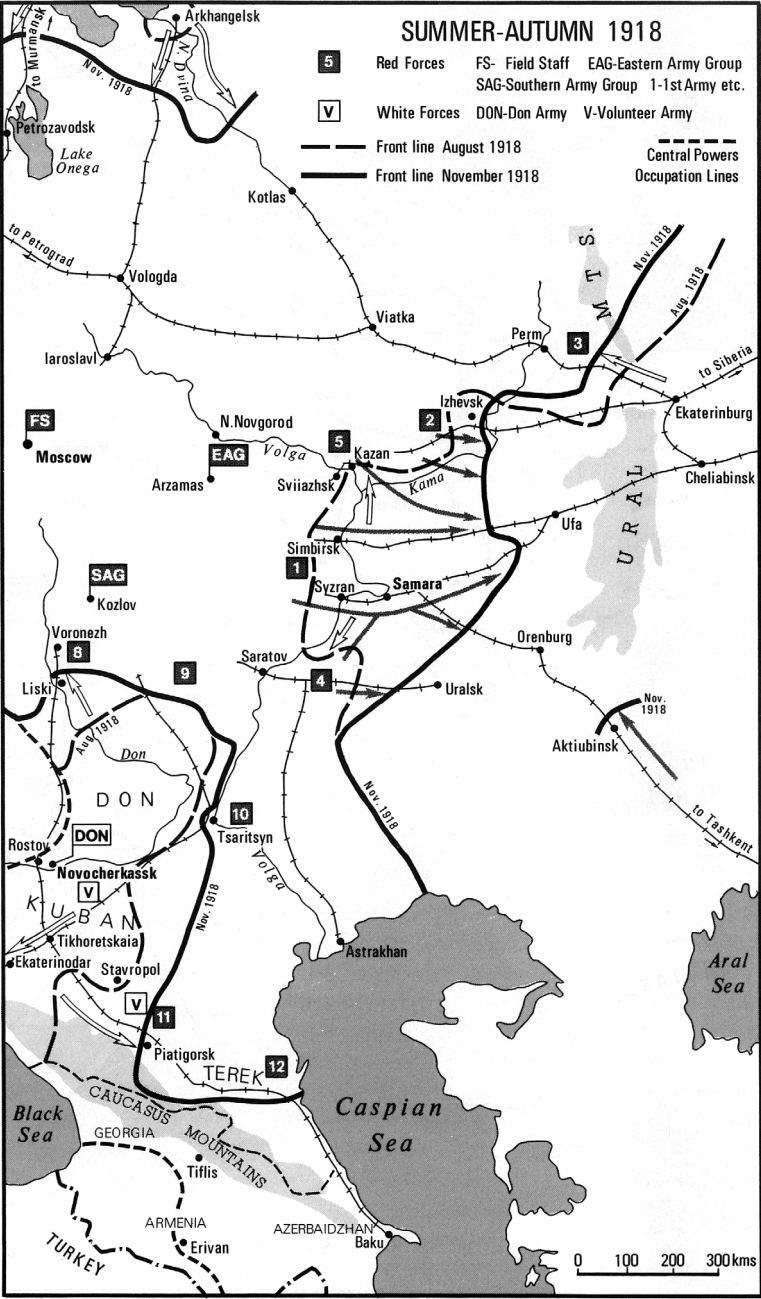 SUMMER-AUTUMN 1918
5 Red Forces FS- Field Staff EAG-Eastern Army Group
SAG-Southern Army Group 1-1st Army etc.
V White Forces DON-Don Army V-Volunteer Army
Front line August 1918
Front line November 1918
Central Powers
Occupation Lines
Arkhangelsk
to Murmansk
N. Dvina
Nov. 1918
Petrozavodsk
Lake
Onega
Kotlas
to Petrograd
Vologda
Viatka
Iaroslavl
Perm
3
MTS.
Nov. 1918
Aug. 1918
to Siberia
Ekaterinburg
Izhevsk
2
FS
Moscow
N.Novgorod
Volga
EAG
Arzamas
5
Kazan
Sviiazhsk
Kama
Cheliabinsk
URAL
Ufa
Simbirsk
1
SAG
Kozlov
Syzran
Samara
Voronezh
8
9
Saratov
4
Orenburg
Liski
Uralsk
Nov.
1918
Aug. 1918
Don
Aktiubinsk
DON
10
Tsaritsyn
Nov. 1918
to Tashkent
Rostov
DON
Novocherkassk
Volga
V
KUBAN
Nov. 1918
Tikhoretskaia
Ekaterinodar
Stavropol
Astrakhan
Aral
Sea
V
11
Piatigorsk
TEREK
12
Black
Sea
CAUCASUS MOUNTAINS
Caspian
Sea
GEORGIA
Tiflis
ARMENIA
Erivan
AZERBAIDZHAN
Baku
TURKEY
0 100 200 300kms